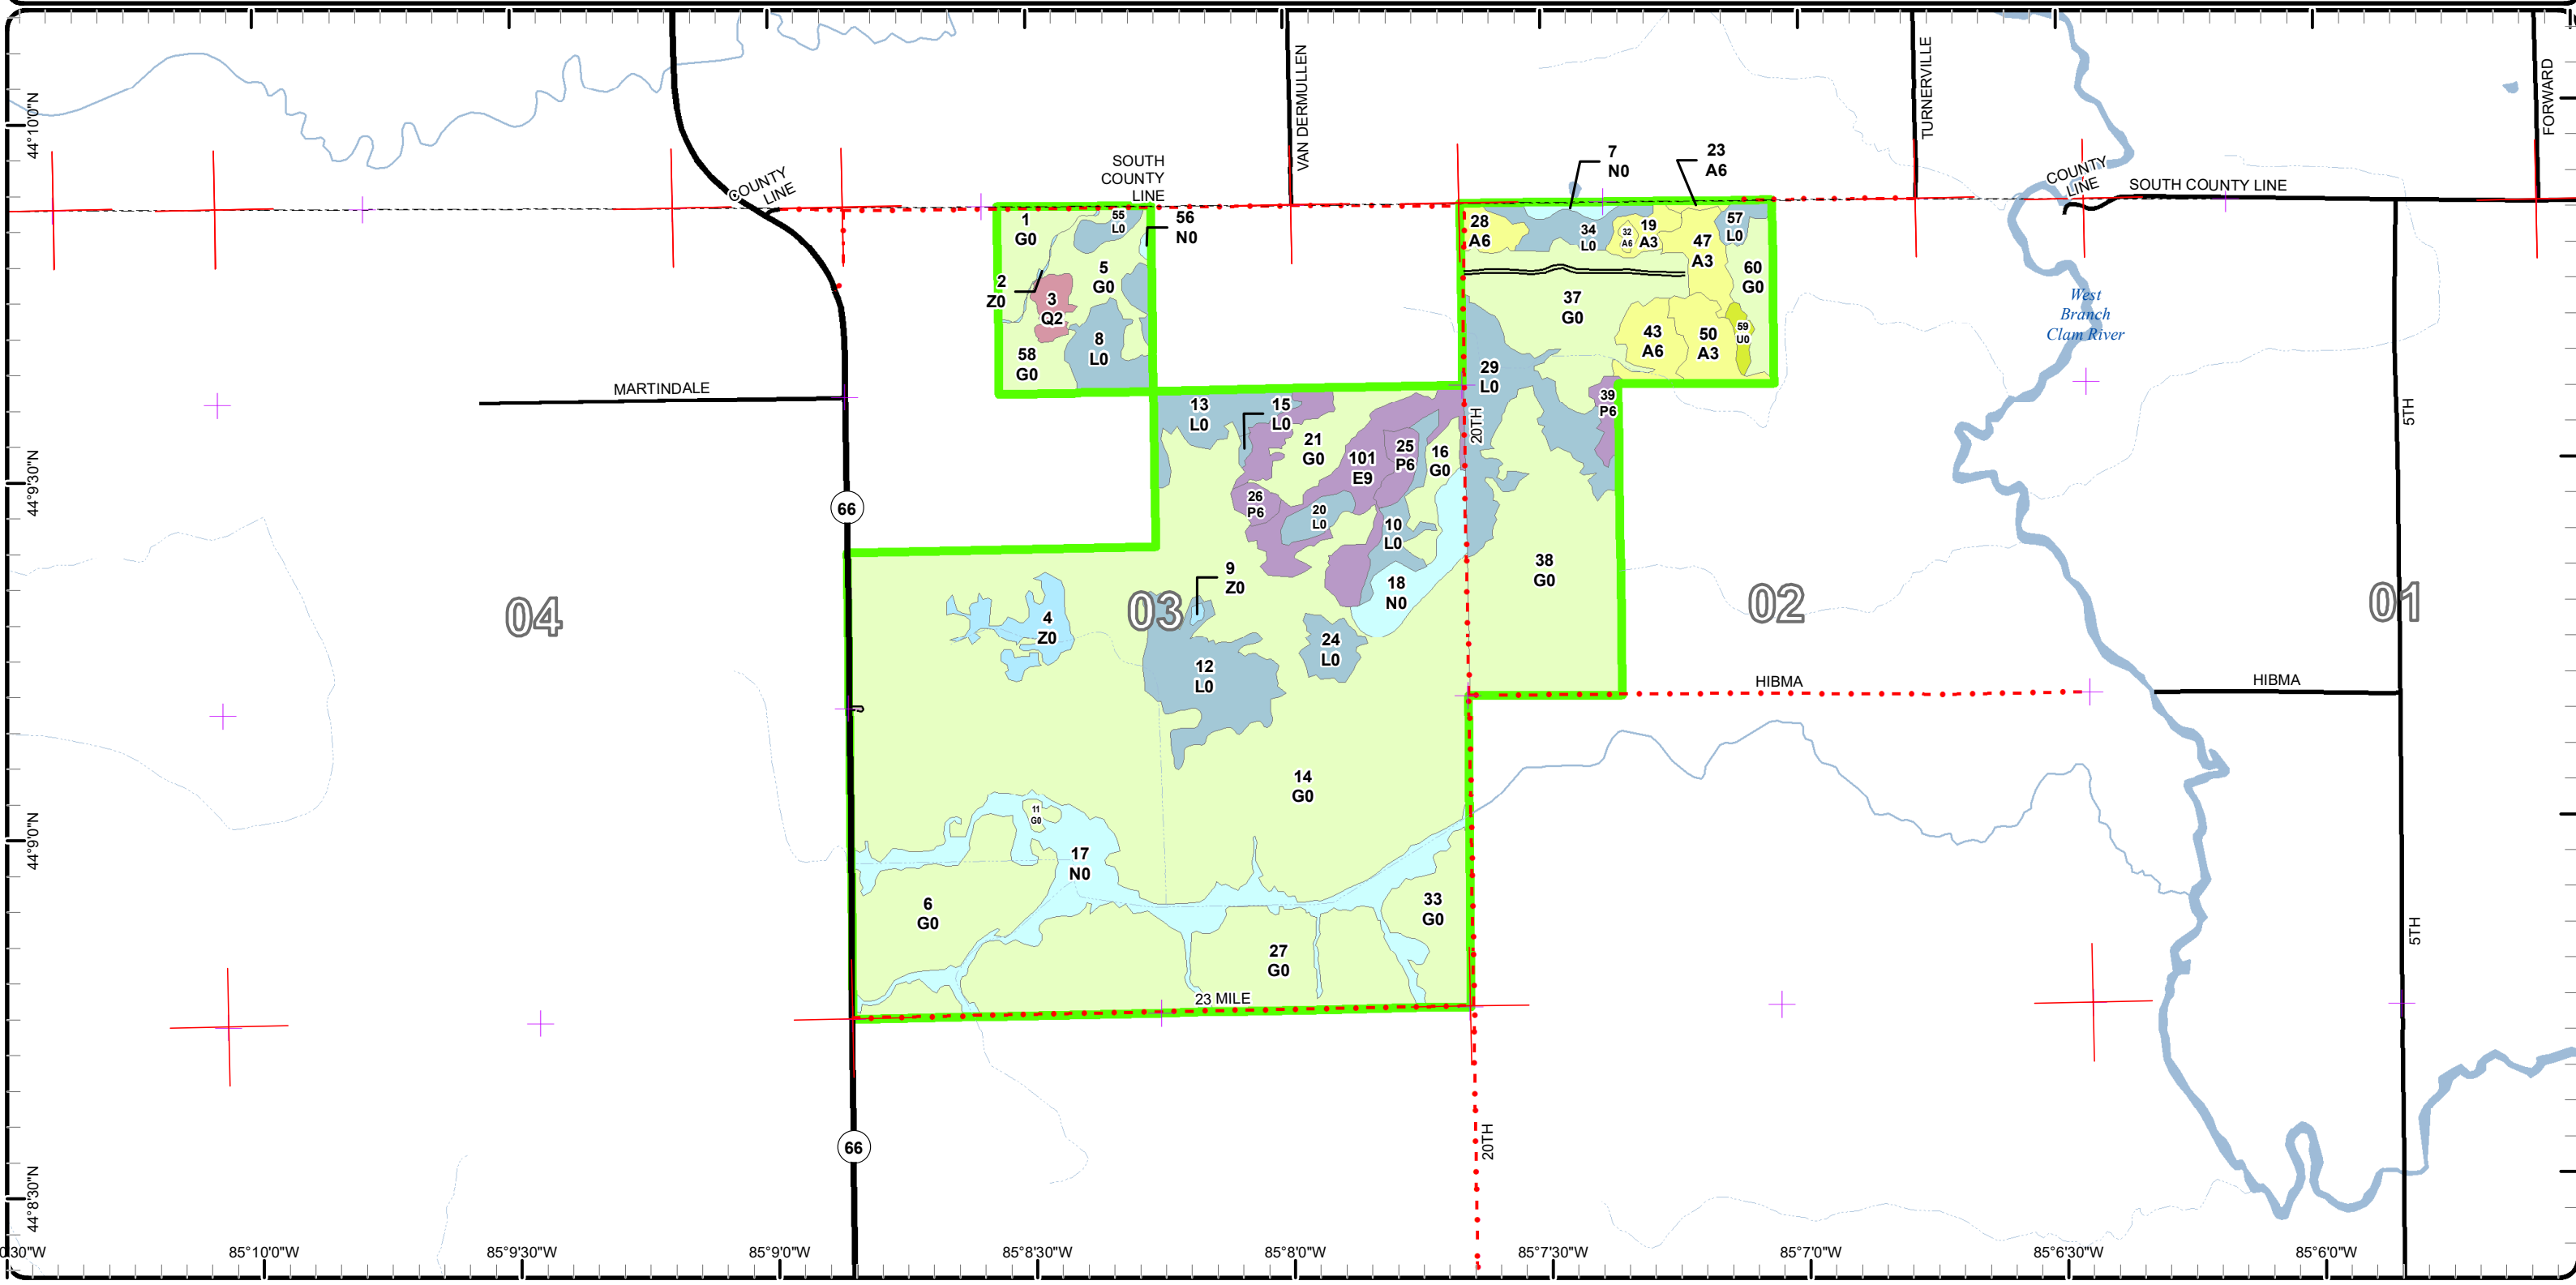 VAN DERMULLEN
TURNERVILLE
FORWARD
44°10'0"N
COUNTY
LINE
SOUTH
COUNTY
LINE
7
N0
23
A6
COUNTY
LINE
SOUTH COUNTY LINE
1
G0
55
L0
56
N0
28
A6
34
L0
32
A6
19
A3
47
A3
57
L0
60
G0
2
Z0
3
Q2
5
G0
37
G0
West
Branch
Clam River
8
L0
58
G0
43
A6
50
A3
59
U0
MARTINDALE
29
L0
39
P6
13
L0
15
L0
21
G0
101
E9
25
P6
16
G0
20TH
5TH
44°9'30"N
66
26
P6
20
L0
10
L0
38
G0
9
Z0
18
N0
04
03
02
01
4
Z0
24
L0
12
L0
HIBMA
HIBMA
14
G0
11
G0
44°9'0"N
17
N0
6
G0
33
G0
27
G0
5TH
23 MILE
66
20TH
44°8'30"N
0'30"W
85°10'0"W
85°9'30"W
85°9'0"W
85°8'30"W
85°8'0"W
85°7'30"W
85°7'0"W
85°6'30"W
85°6'0"W